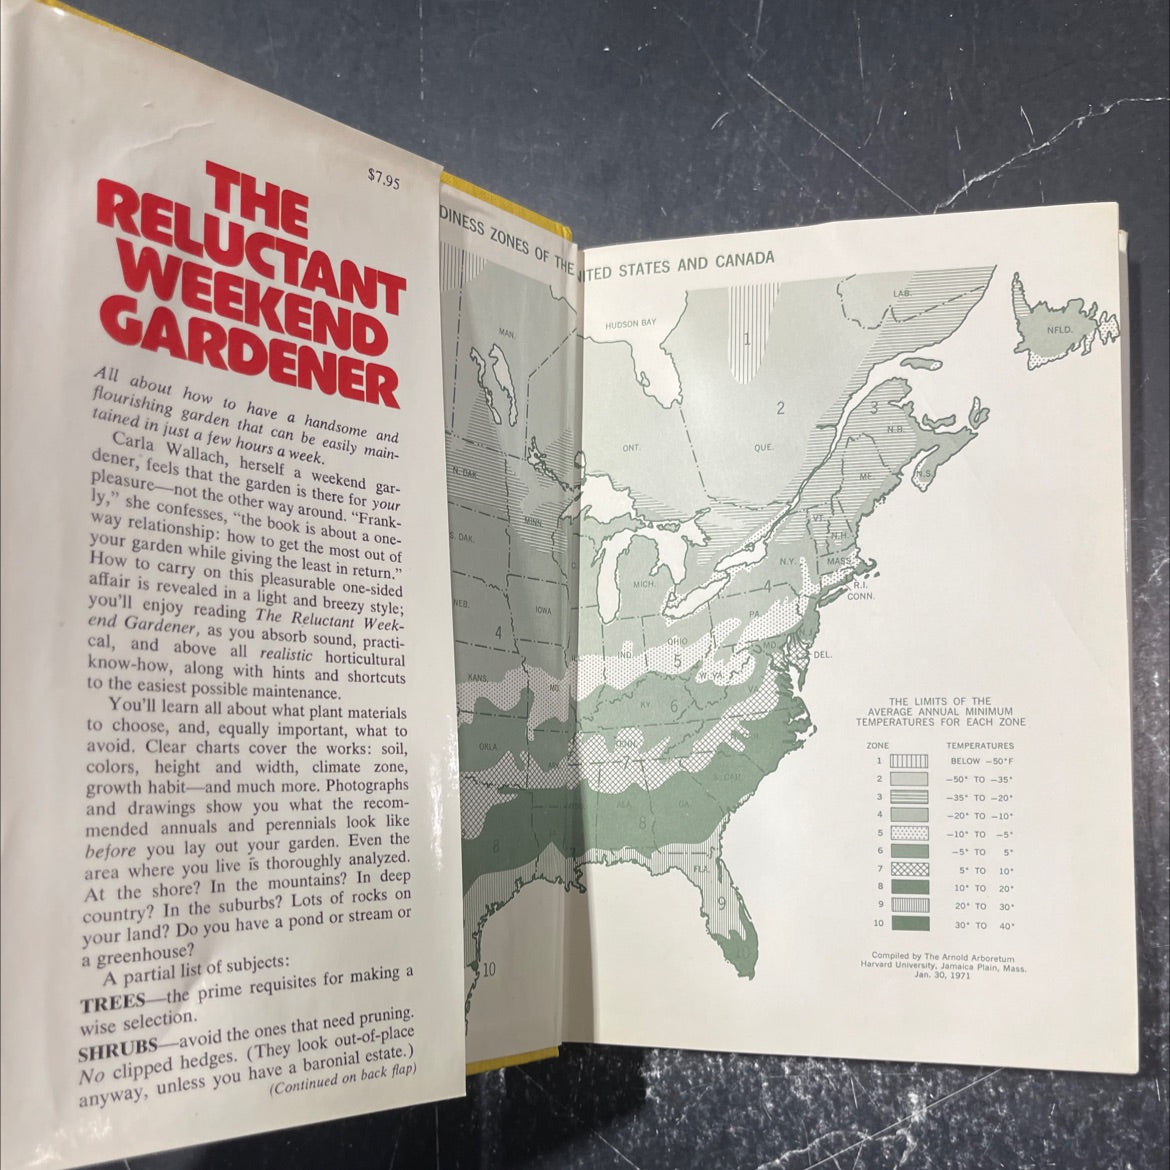 $7.95
THE
RELUCTANT
WEEKEND
GARDENER
All about how to have a handsome and
flourishing garden that can be easily main-
tained in just a few hours a week.
Carla Wallach, herself a weekend gar-
dener, feels that the garden is there for your
pleasure—not the other way around. “Frank-
ly,” she confesses, “the book is about a one-
way relationship: how to get the most out of
your garden while giving the least in return.”
How to carry on this pleasurable one-sided
affair is revealed in a light and breezy style;
you'll enjoy reading The Reluctant Week-
end Gardener, as you absorb sound, practi-
cal, and above all realistic horticultural
know-how, along with hints and shortcuts
to the easiest possible maintenance.
You'll learn all about what plant materials
to choose, and, equally important, what to
avoid. Clear charts cover the works: soil,
colors, height and width, climate zone,
growth habit—and much more. Photographs
and drawings show you what the recom-
mended annuals and perennials look like
before you lay out your garden. Even the
area where you live is thoroughly analyzed.
At the shore? In the mountains? In deep
country? In the suburbs? Lots of rocks on
your land? Do you have a pond or stream or
a greenhouse?
A partial list of subjects:
TREES—the prime requisites for making a
wise selection.
SHRUBS—avoid the ones that need pruning.
No clipped hedges. (They look out-of-place
anyway, unless you have a baronial estate.)
(Continued on back flap)
DINESS ZONES OF THE
ITED STATES AND CANADA
LAB.
HUDSON BAY
NFLD.
MAN.
1
2
3
N.B.
ONT.
QUE.
N. DAK.
ME.
N.S.
MINN.
VT.
N.H.
S. DAK.
N.Y.
MASS.
MICH.
4
R.I.
CONN.
NEB.
IOWA
PA.
4
OHIO
IND.
5
MD.
DEL.
KANS.
MO.
VA.
KY
6
OKLA.
TENN.
7
S. CAR.
ALA.
GA.
8
8
FLA.
9
10
10
THE LIMITS OF THE
AVERAGE ANNUAL MINIMUM
TEMPERATURES FOR EACH ZONE
ZONE TEMPERATURES
1 BELOW –50°F
2 –50° TO –35°
3 –35° TO –20°
4 –20° TO –10°
5 –10° TO –5°
6 –5° TO 5°
7 5° TO 10°
8 10° TO 20°
9 20° TO 30°
10 30° TO 40°
Compiled by The Arnold Arboretum
Harvard University, Jamaica Plain, Mass.
Jan. 30, 1971